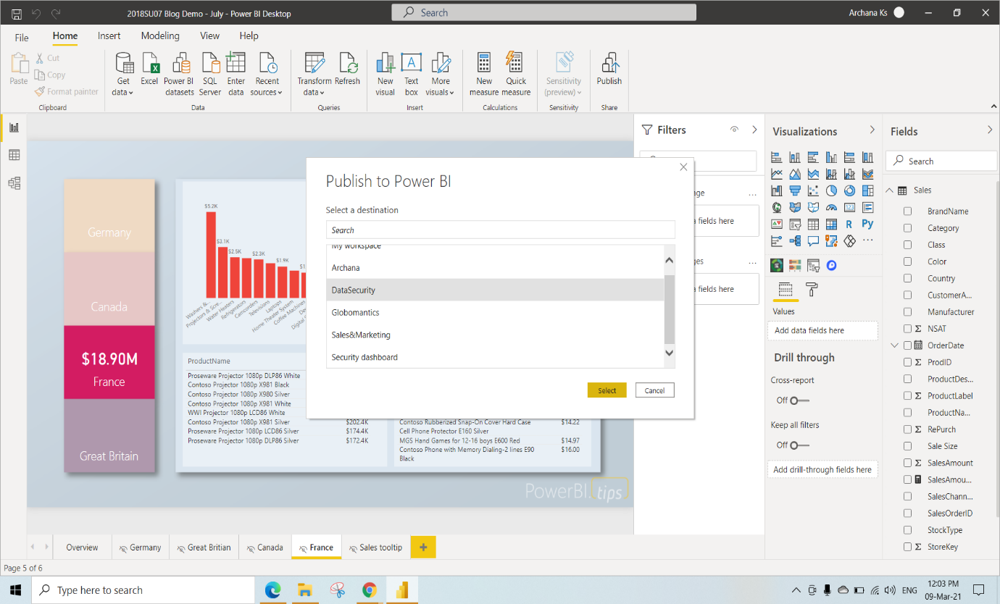 2018SU07 Blog Demo - July - Power BI Desktop
Search
Archana Ks
File
Home
Insert
Modeling
View
Help
Paste
Cut
Copy
Format painter
Clipboard
Get data
Excel
Power BI datasets
SQL Server
Enter data
Recent sources
Data
Transform data
Refresh
Queries
New visual
Text box
More visuals
Insert
New measure
Quick measure
Calculations
Sensitivity (preview)
Sensitivity
Publish
Share
Germany
Canada
$18.90M
France
Great Britain
$5.2K
$3.1K
$2.5K
$2.3K
$1.9K
Water Heaters
Refrigerators
Camcorders
Televisions
Laptops
Home Theater System
Coffee Machines
ProductName
Proseware Projector 1080p DLP86 White
Contoso Projector 1080p X981 Black
Contoso Projector 1080p X980 Silver
Contoso Projector 1080p X981 White
WWI Projector 1080p LCD86 White
Contoso Projector 1080p X981 Silver $202.4K
Proseware Projector 1080p LCD86 Silver $174.4K
Proseware Projector 1080p DLP86 Silver $172.4K
Contoso Rubberized Snap-On Cover Hard Case $14.22
Cell Phone Protector E160 Silver
MGS Hand Games for 12-16 boys E600 Red $14.97
Contoso Phone with Memory Dialing-2 lines E90 $16.00
Black
PowerBI.tips
Publish to Power BI
Select a destination
Search
My workspace
Archana
DataSecurity
Globomantics
Sales&Marketing
Security dashboard
Select
Cancel
Filters
age
...
fields here
ges
...
fields here
Visualizations
R
Py
...
Values
Add data fields here
Drill through
Cross-report
Off
Keep all filters
Off
Add drill-through fields here
Fields
Search
Sales
BrandName
Category
Class
Color
Country
CustomerA...
Manufacturer
Σ NSAT
OrderDate
Σ ProdID
ProductDes...
Σ ProductLabel
ProductNa...
Σ RePurch
Sale Size
Σ SalesAmount
SalesAmou...
SalesChann...
SalesOrderID
StockType
Σ StoreKey
Overview
Germany
Great Britian
Canada
France
Sales tooltip
+
Page 5 of 6
Type here to search
ENG
12:03 PM
09-Mar-21